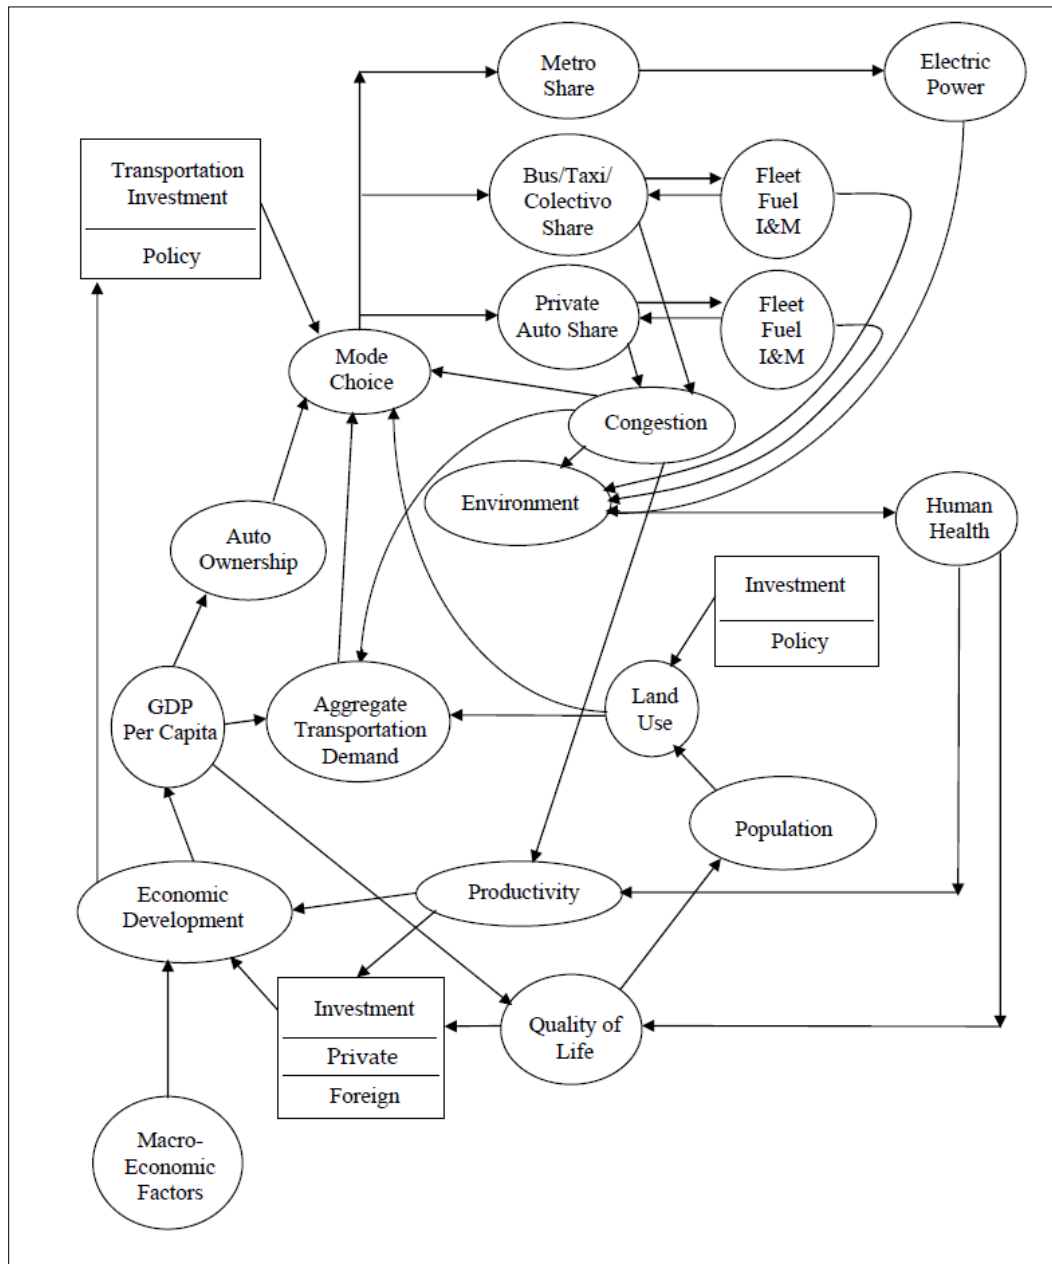 Metro
Share
Electric
Power
Transportation
Investment
Policy
Bus/Taxi/
Colectivo
Share
Fleet
Fuel
I&M
Private
Auto Share
Fleet
Fuel
I&M
Mode
Choice
Congestion
Environment
Human
Health
Auto
Ownership
Investment
Policy
GDP
Per Capita
Aggregate
Transportation
Demand
Land
Use
Population
Economic
Development
Productivity
Investment
Private
Foreign
Quality of
Life
Macro-
Economic
Factors